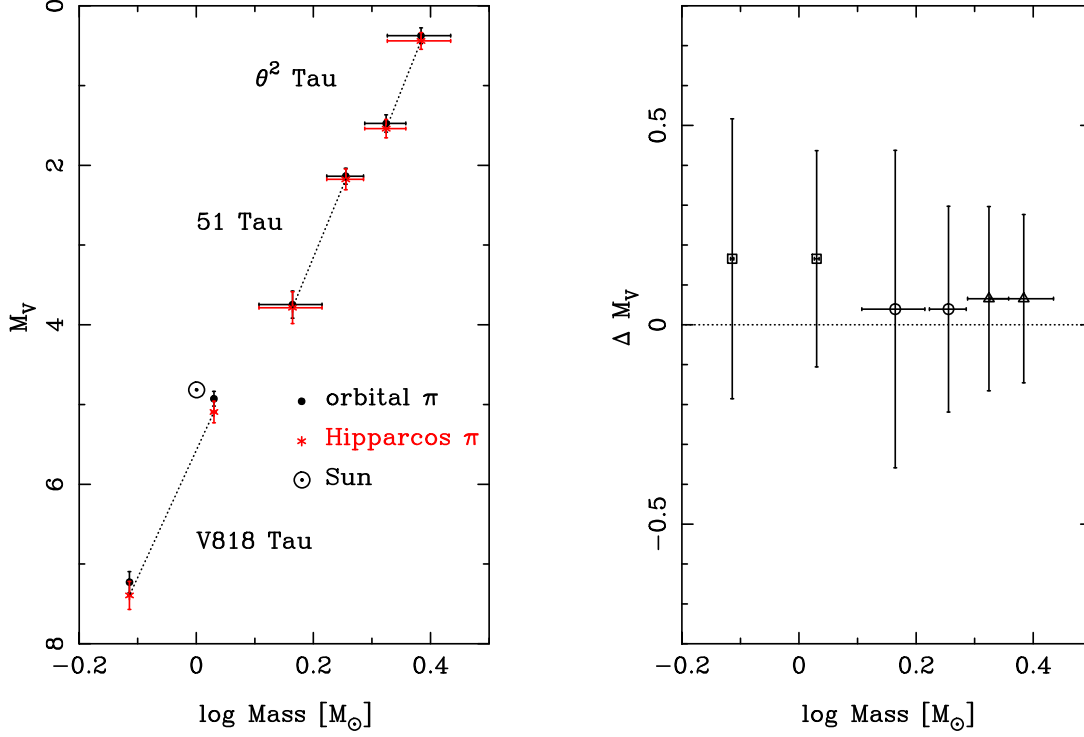 0
2
4
6
8
M_V
θ² Tau
51 Tau
orbital π
Hipparcos π
Sun
V818 Tau
−0.2
0
0.2
0.4
log Mass [M☉]
0.5
0
−0.5
Δ M_V
−0.2
0
0.2
0.4
log Mass [M☉]